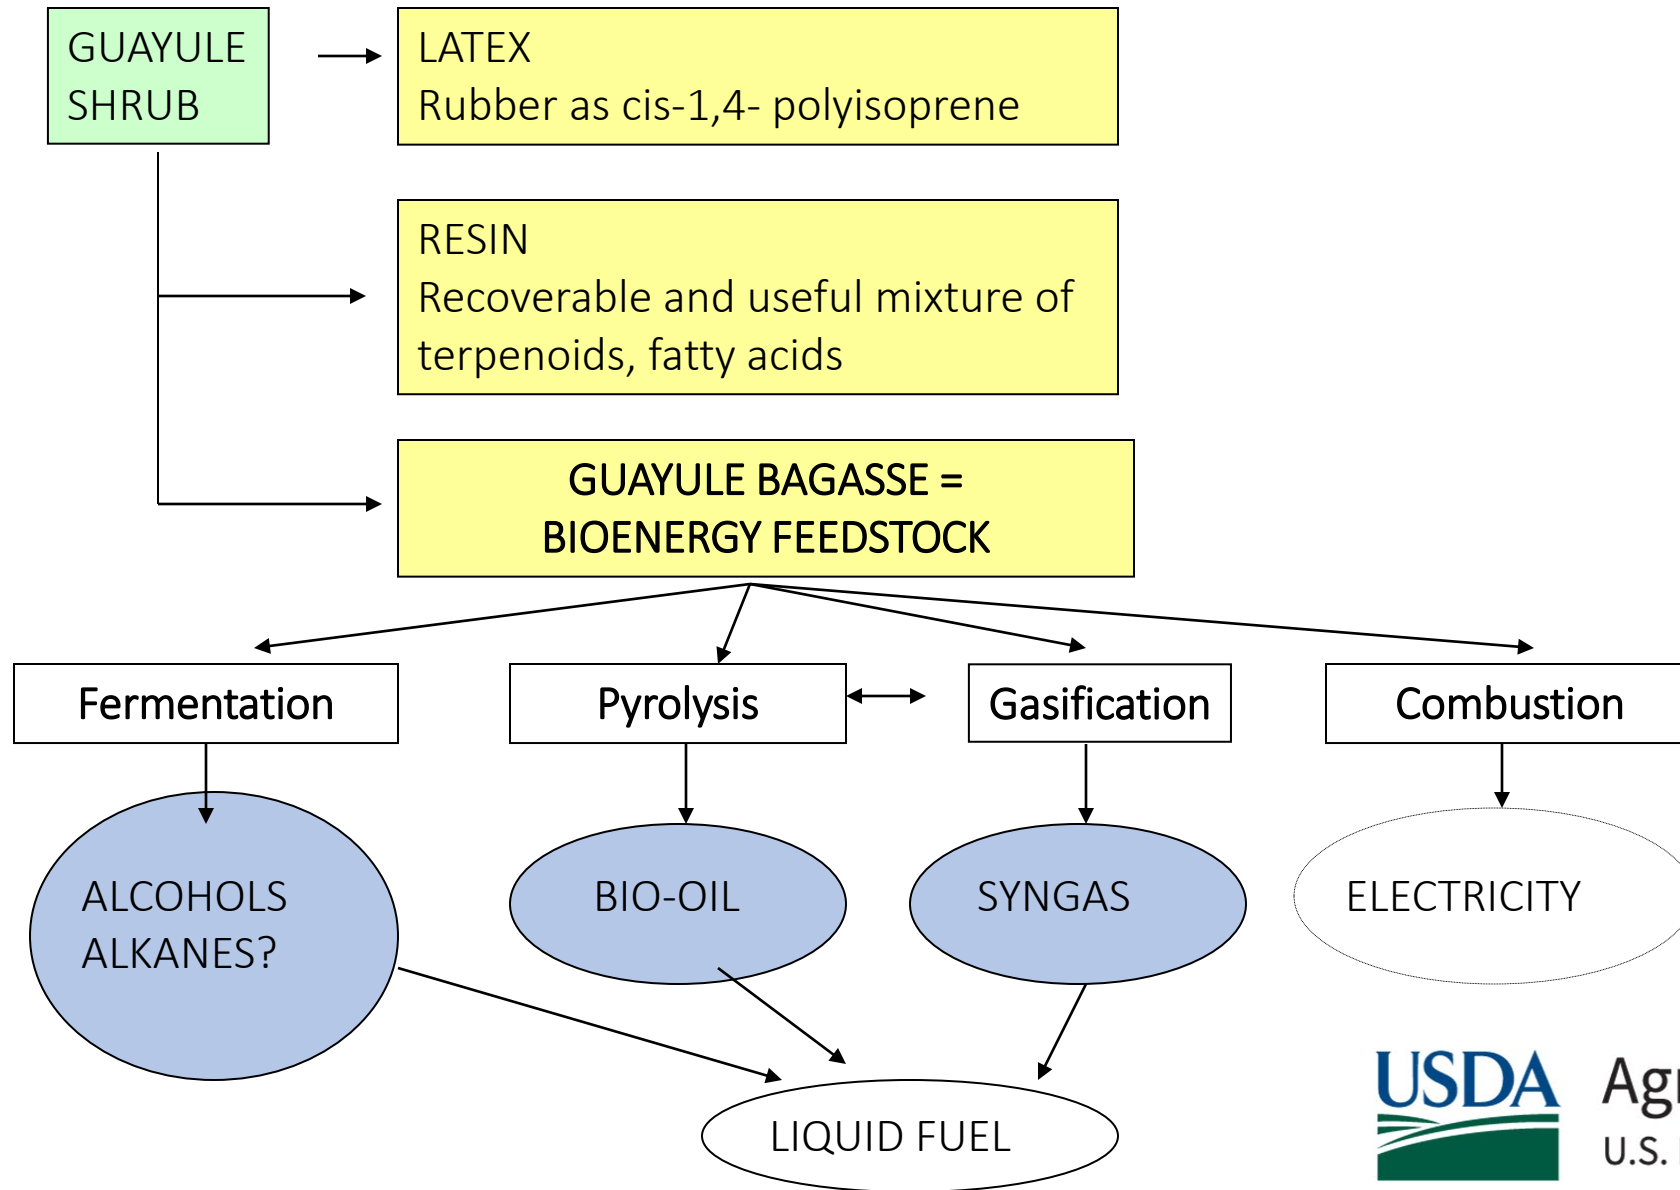 GUAYULE
SHRUB
LATEX
Rubber as cis-1,4- polyisoprene
RESIN
Recoverable and useful mixture of
terpenoids, fatty acids
GUAYULE BAGASSE =
BIOENERGY FEEDSTOCK
Fermentation
Pyrolysis
Gasification
Combustion
ALCOHOLS
ALKANES?
BIO-OIL
SYNGAS
ELECTRICITY
LIQUID FUEL
USDA
U.S.